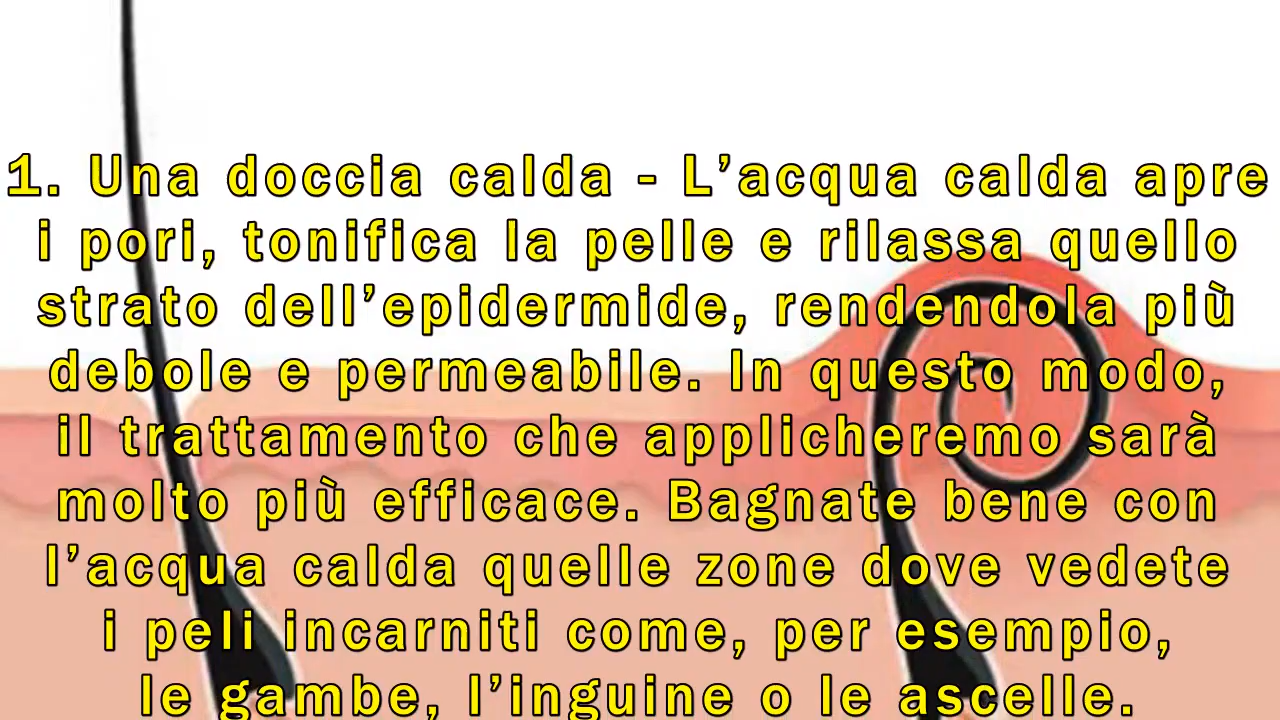 1. Una doccia calda - L’acqua calda apre
i pori, tonifica la pelle e rilassa quello
strato dell’epidermide, rendendola più
debole e permeabile. In questo modo,
il trattamento che applicheremo sarà
molto più efficace. Bagnate bene con
l’acqua calda quelle zone dove vedete
i peli incarniti come, per esempio,
le gambe, l’inguine o le ascelle.